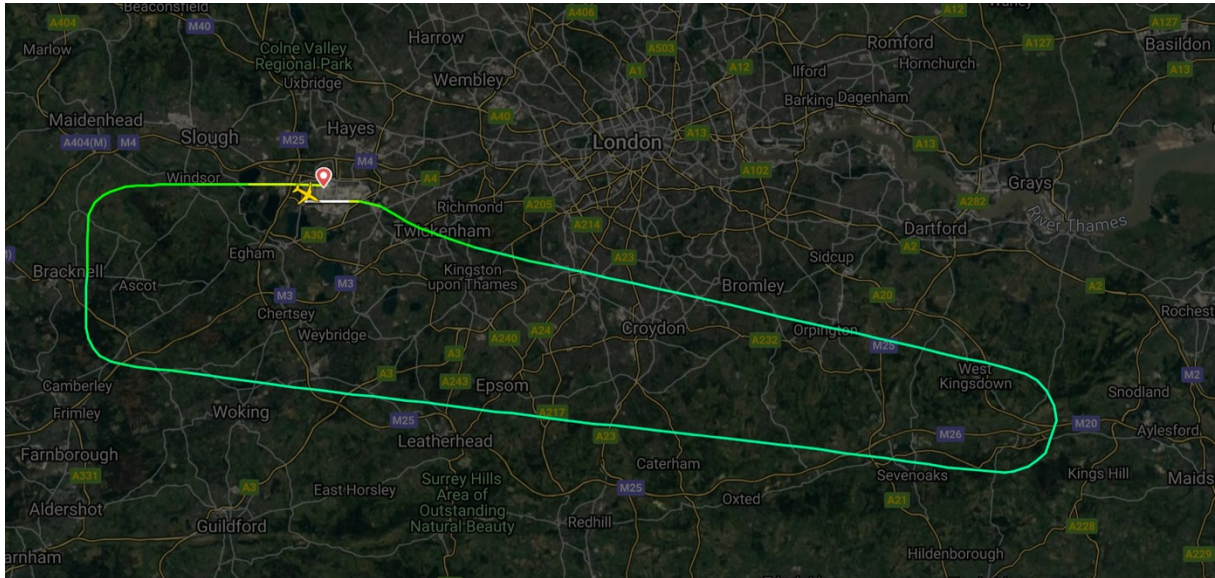 Beaconsfield
A406
A12
A127
M40
A404
Marlow
Colne Valley
Regional Park
Uxbridge
Harrow
A503
A1
A12
Romford
Hornchurch
A127
Basildon
A13
Wembley
Ilford
Barking
Dagenham
Maidenhead
A404(M)
M4
Slough
M25
Hayes
A40
London
A13
A13
M4
Windsor
A4
Richmond
A205
A102
Grays
A282
River Thames
A30
Twickenham
A214
Dartford
Egham
A23
Sidcup
A2
Bracknell
Ascot
M3
M3
Kingston
upon Thames
Bromley
A20
A2
Chertsey
Weybridge
Croydon
Orpington
A240
A24
A232
M25
A3
West
Kingsdown
Camberley
A3
A243
Epsom
M2
Snodland
Frimley
Woking
M25
A217
M20
Aylesford
Leatherhead
A23
M26
Farnborough
Caterham
Sevenoaks
Kings Hill
A331
East Horsley
Surrey Hills
Area of
Outstanding
Natural Beauty
M25
Oxted
A21
A3
Aldershot
Guildford
Redhill
A228
Hildenborough
A229